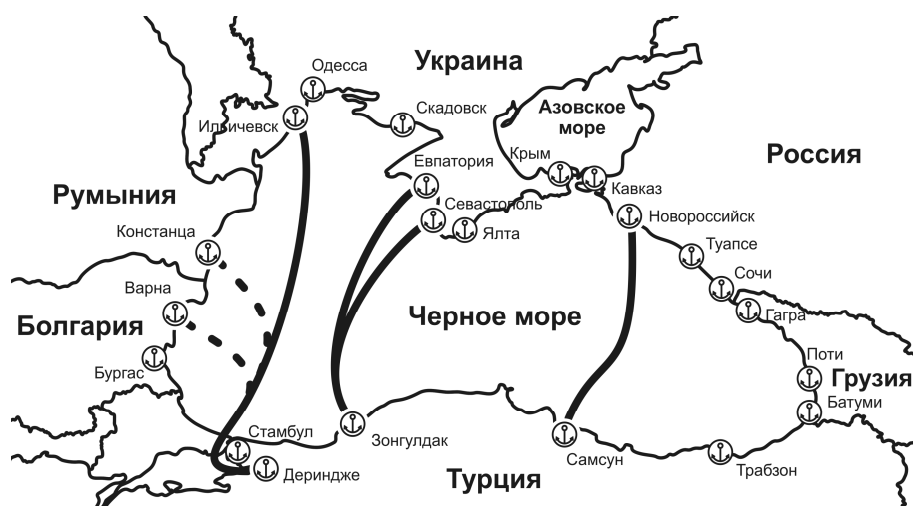 Украина
Одесса
Ильичевск
Скадовск
Азовское
море
Россия
Евпатория
Крым
Кавказ
Румыния
Севастополь
Новороссийск
Констанца
Ялта
Туапсе
Сочи
Варна
Гагра
Болгария
Черное море
Поти
Бургас
Грузия
Батуми
Стамбул
Зонгулдак
Самсун
Трабзон
Дериндже
Турция